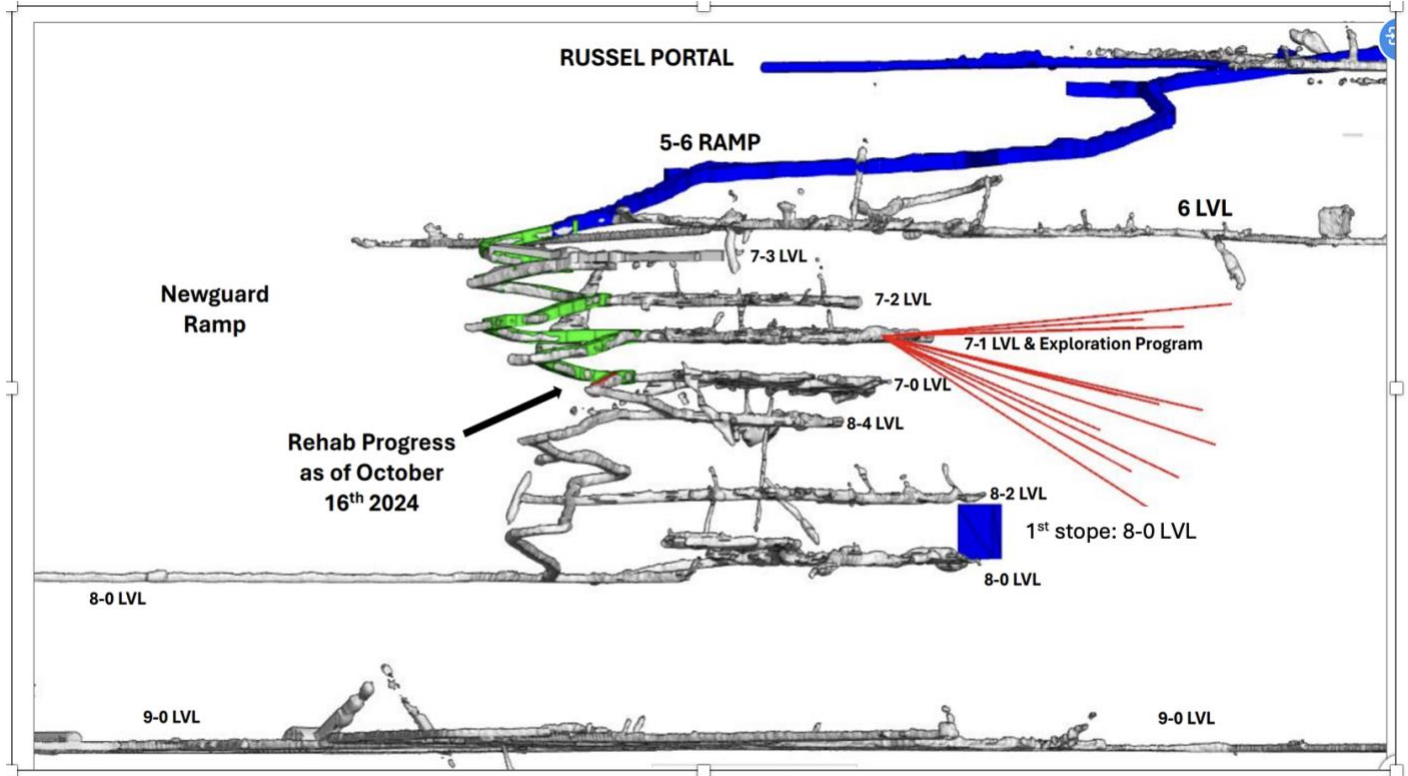 RUSSEL PORTAL
5-6 RAMP
6 LVL
7-3 LVL
Newguard
Ramp
7-2 LVL
7-1 LVL & Exploration Program
7-0 LVL
8-4 LVL
Rehab Progress
as of October
16th 2024
8-2 LVL
1st stope: 8-0 LVL
8-0 LVL
8-0 LVL
9-0 LVL
9-0 LVL